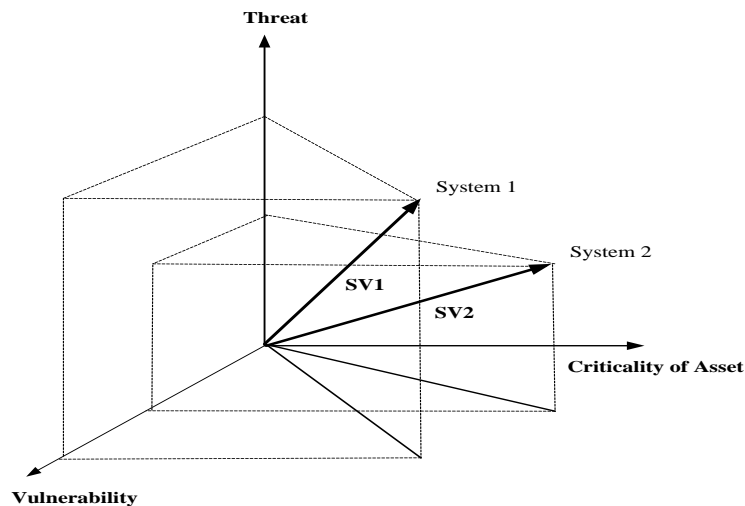 Threat
System 1
System 2
SV1
SV2
Criticality of Asset
Vulnerability